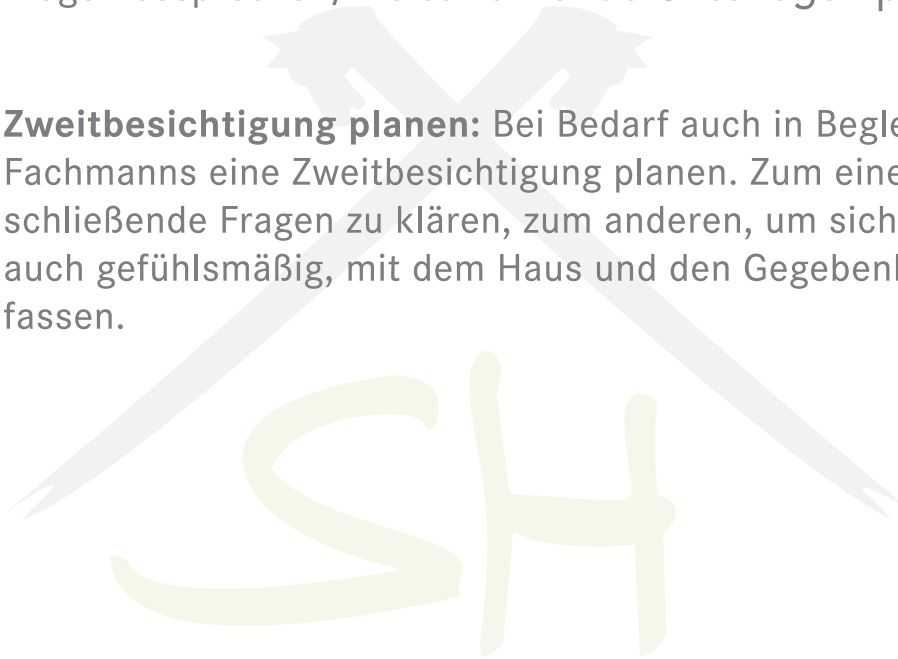 Zweitbesichtigung planen: Bei Bedarf auch in Begle
Fachmanns eine Zweitbesichtigung planen. Zum eine
schließende Fragen zu klären, zum anderen, um sich
auch gefühlsmäßig, mit dem Haus und den Gegeben
fassen.
SH